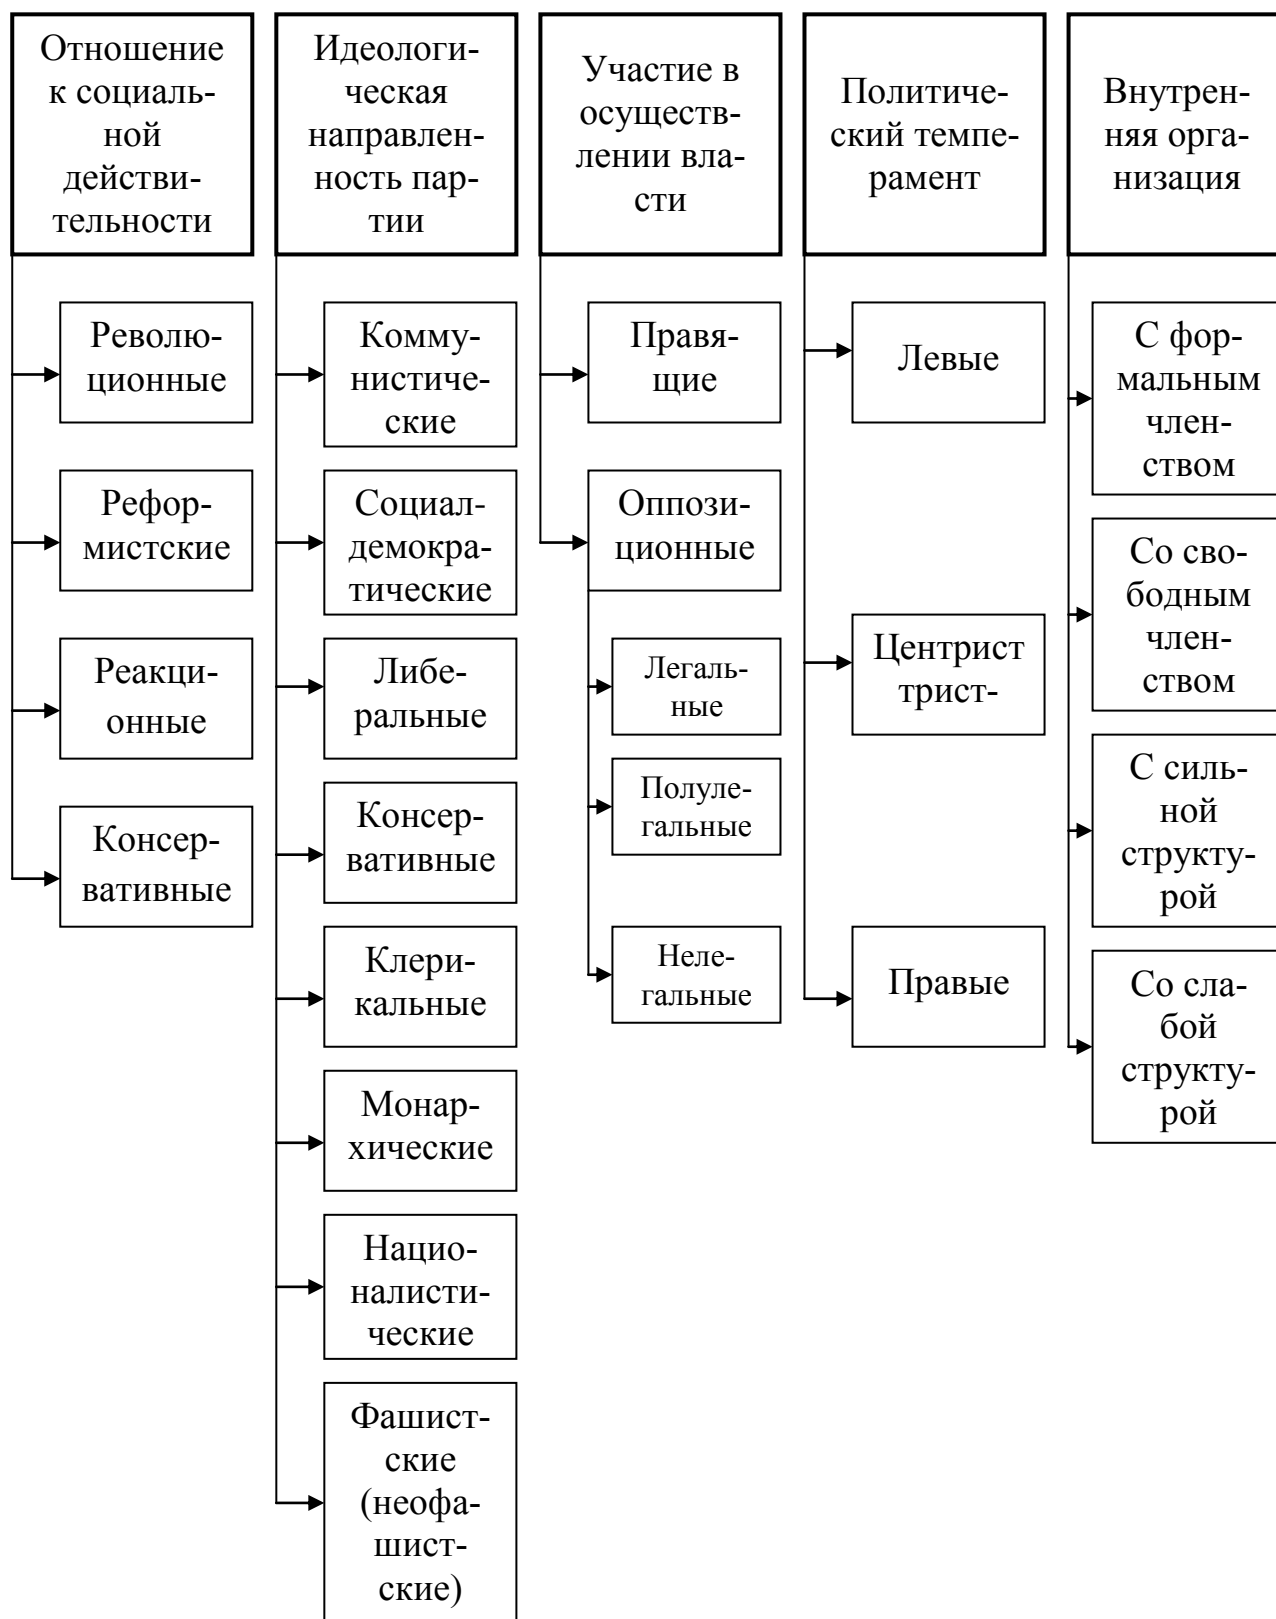 Отношение
к социаль-
ной
действи-
тельности
Револю-
ционные
Рефор-
мистские
Реакци-
онные
Консер-
вативные
Идеологи-
ческая
направлен-
ность пар-
тии
Комму-
нистиче-
ские
Социал-
демокра-
тические
Либе-
ральные
Консер-
вативные
Клери-
кальные
Монар-
хические
Нацио-
налисти-
ческие
Фашист-
ские
(неофа-
шист-
ские)
Участие в
осуществ-
лении вла-
сти
Правя-
щие
Оппози-
ционные
Легаль-
ные
Полуле-
гальные
Неле-
гальные
Политиче-
ский темпе-
рамент
Левые
Центрист
трист-
Правые
Внутрен-
няя орга-
низация
С фор-
мальным
член-
ством
Со сво-
бодным
член-
ством
С силь-
ной
структу-
рой
Со сла-
бой
структу-
рой